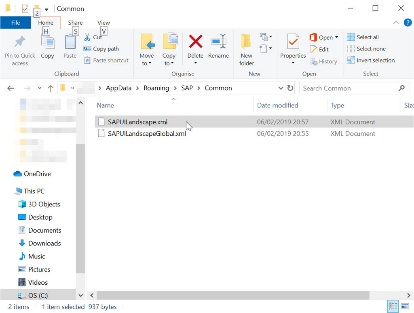 Common
2
File
Home
Share
View
H
S
V
Pin to Quick access
Copy
Paste
Cut
Copy path
Paste shortcut
Clipboard
Move to
Copy to
Delete
Rename
Organise
New folder
New
Properties
Open
Edit
History
Open
Select all
Select none
Invert selection
Select
AppData > Roaming > SAP > Common
Search Common
Name
Date modified
Type
Size
SAPUILandscape.xml
06/02/2019 20:57
XML Document
SAPUILandscapeGlobal.xml
06/02/2019 20:55
XML Document
OneDrive
This PC
3D Objects
Desktop
Documents
Downloads
Music
Pictures
Videos
OS (C:)
2 items
1 item selected 937 bytes